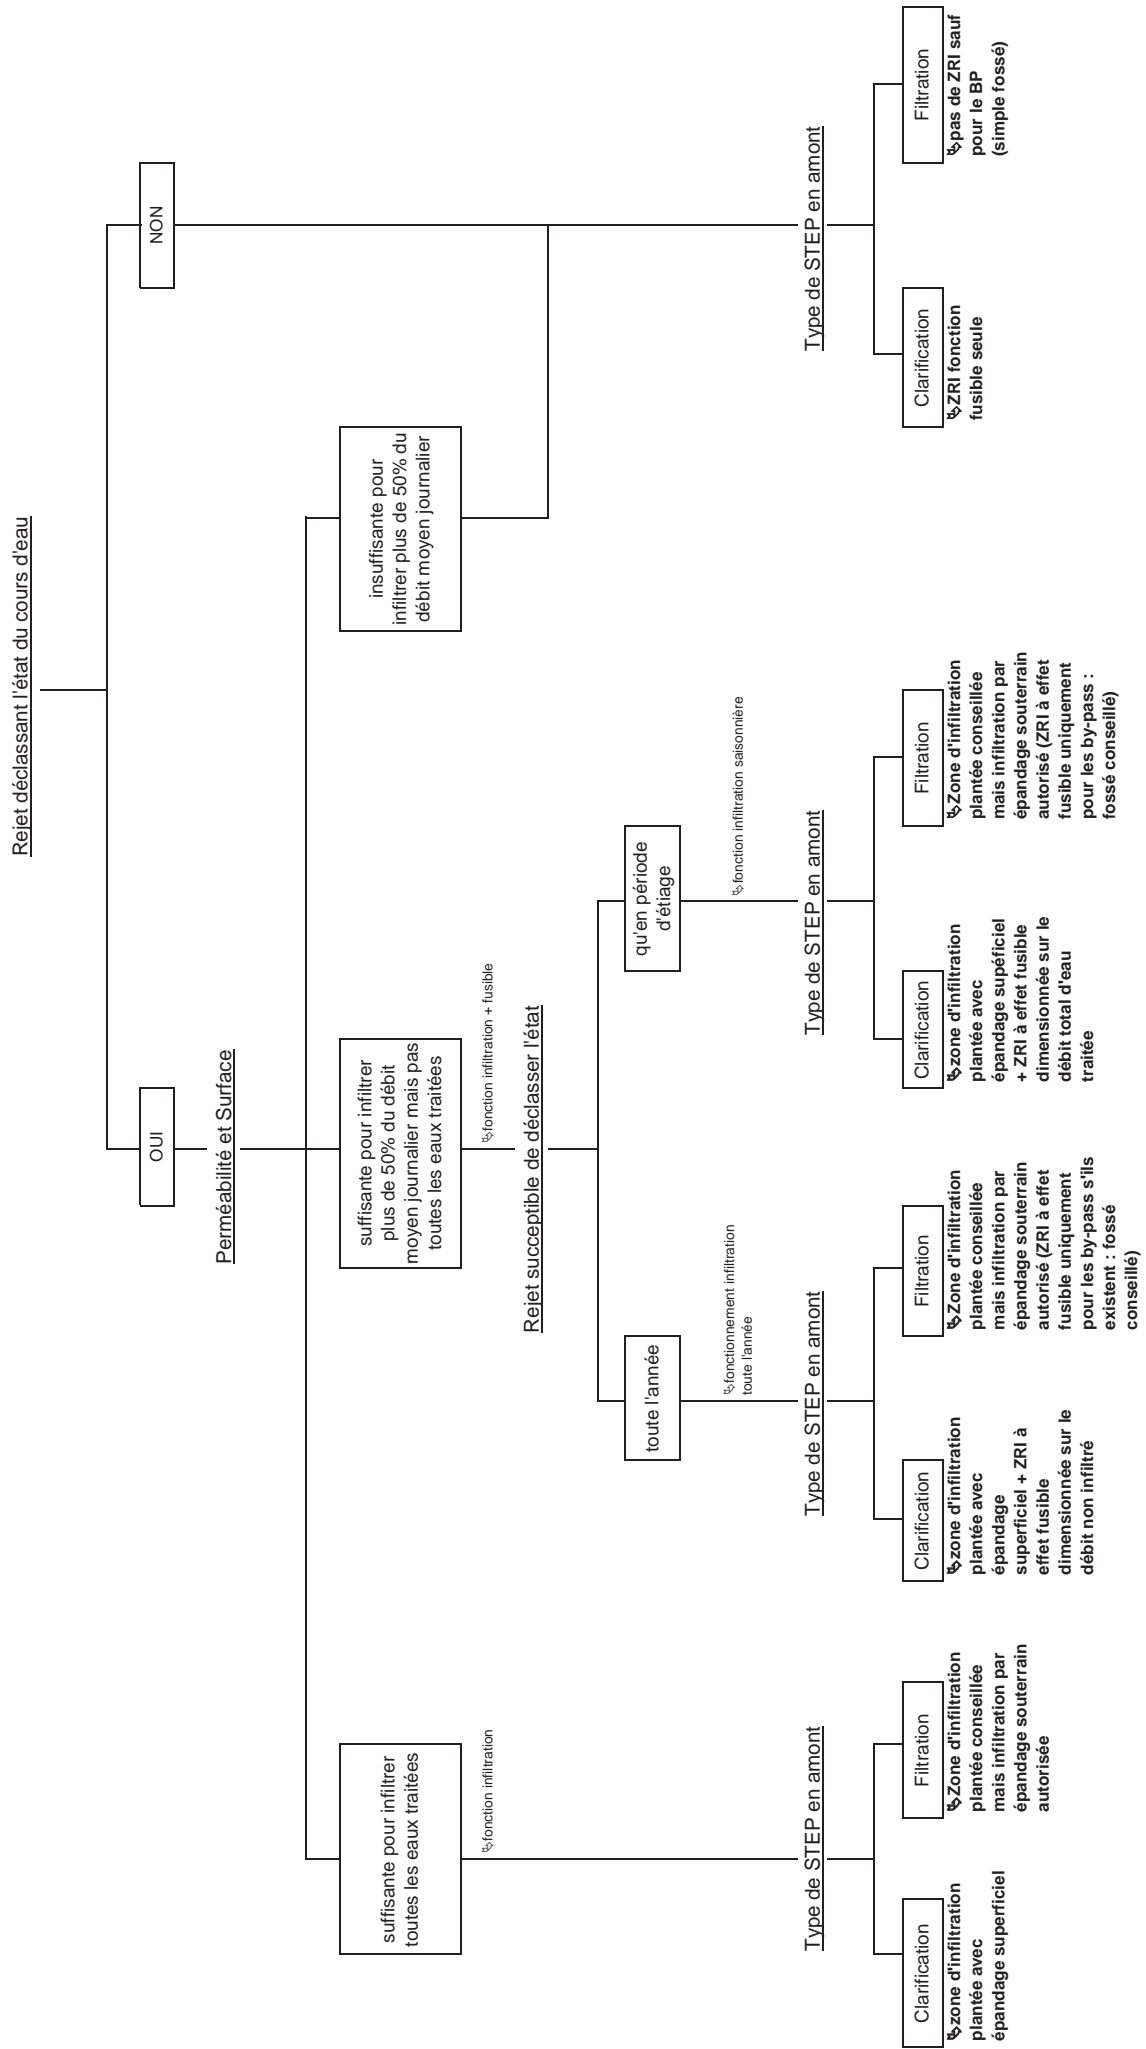 Rejet déclassant l'état du cours d'eau
OUI
NON
Perméabilité et Surface
suffisante pour infiltrer
toutes les eaux traitées
suffisante pour infiltrer
plus de 50% du débit
moyen journalier mais pas
toutes les eaux traitées
insuffisante pour
infiltrer plus de 50% du
débit moyen journalier
fonction infiltration
fonction infiltration + fusible
Rejet succeptible de déclasser l'état
toute l'année
qu'en période
d'étiage
fonctionnement infiltration
toute l'année
fonction infiltration saisonnière
Type de STEP en amont
Type de STEP en amont
Type de STEP en amont
Type de STEP en amont
Clarification
zone d'infiltration
plantée avec
épandage superficiel
Filtration
Zone d'infiltration
plantée conseillée
mais infiltration par
épandage souterrain
autorisée
Clarification
zone d'infiltration
plantée avec
épandage
superficiel + ZRI à
effet fusible
dimensionnée sur le
débit non infiltré
Filtration
Zone d'infiltration
plantée conseillée
mais infiltration par
épandage souterrain
autorisé (ZRI à effet
fusible uniquement
pour les by-pass s'ils
existent : fossé
conseillé)
Clarification
zone d'infiltration
plantée avec
épandage supéficiel
+ ZRI à effet fusible
dimensionnée sur le
débit total d'eau
traitée
Filtration
Zone d'infiltration
plantée conseillée
mais infiltration par
épandage souterrain
autorisé (ZRI à effet
fusible uniquement
pour les by-pass :
fossé conseillé)
Clarification
ZRI fonction
fusible seule
Filtration
pas de ZRI sauf
pour le BP
(simple fossé)